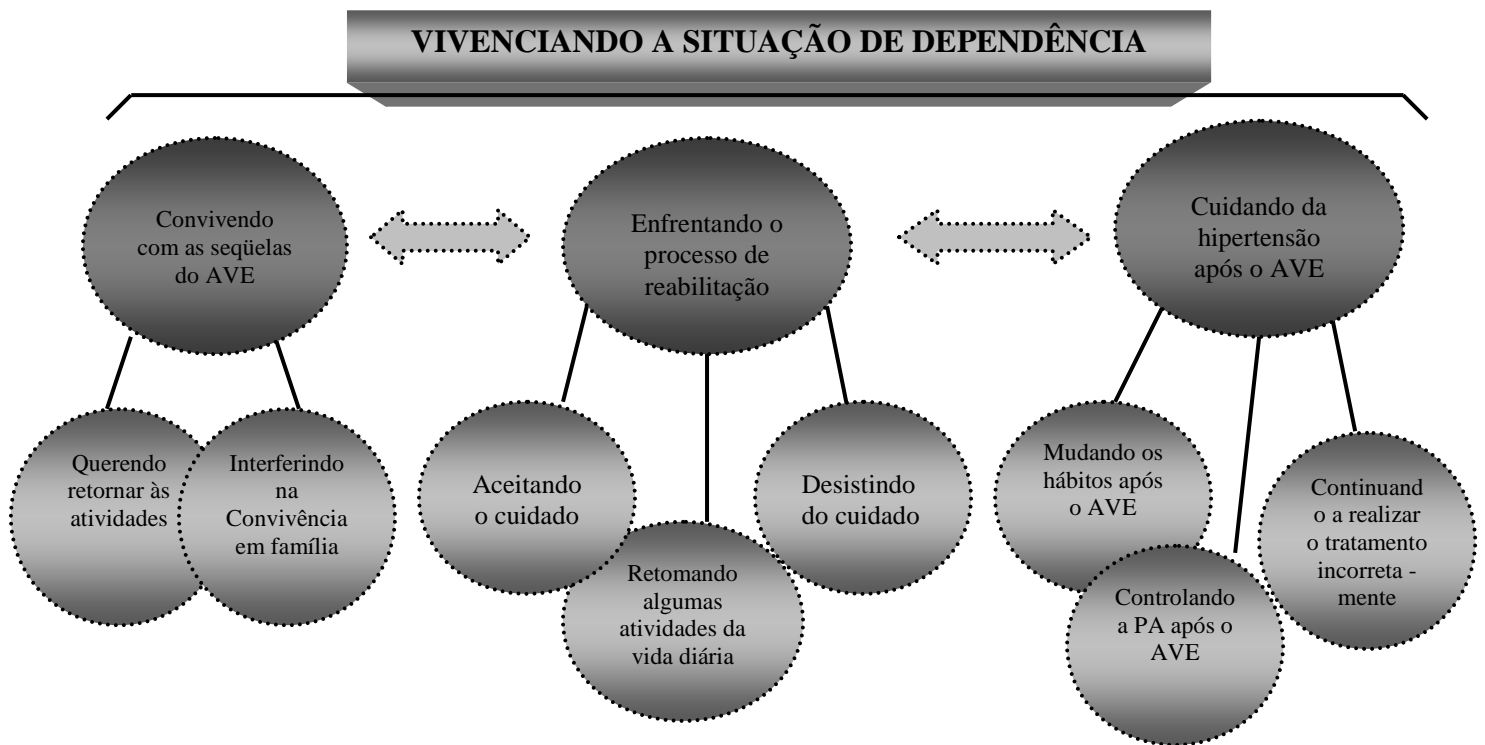 VIVENCIANDO A SITUAÇÃO DE DEPENDÊNCIA
Convivendo
com as seqüelas
do AVE
Enfrentando o
processo de
reabilitação
Cuidando da
hipertensão
após o AVE
Querendo
retornar às
atividades
Interferindo
na
Convivência
em família
Aceitando
o cuidado
Retomando
algumas
atividades da
vida diária
Desistindo
do cuidado
Mudando os
hábitos após
o AVE
Controlando
a PA após o
AVE
Continuand
o a realizar
o tratamento
incorreta -
mente